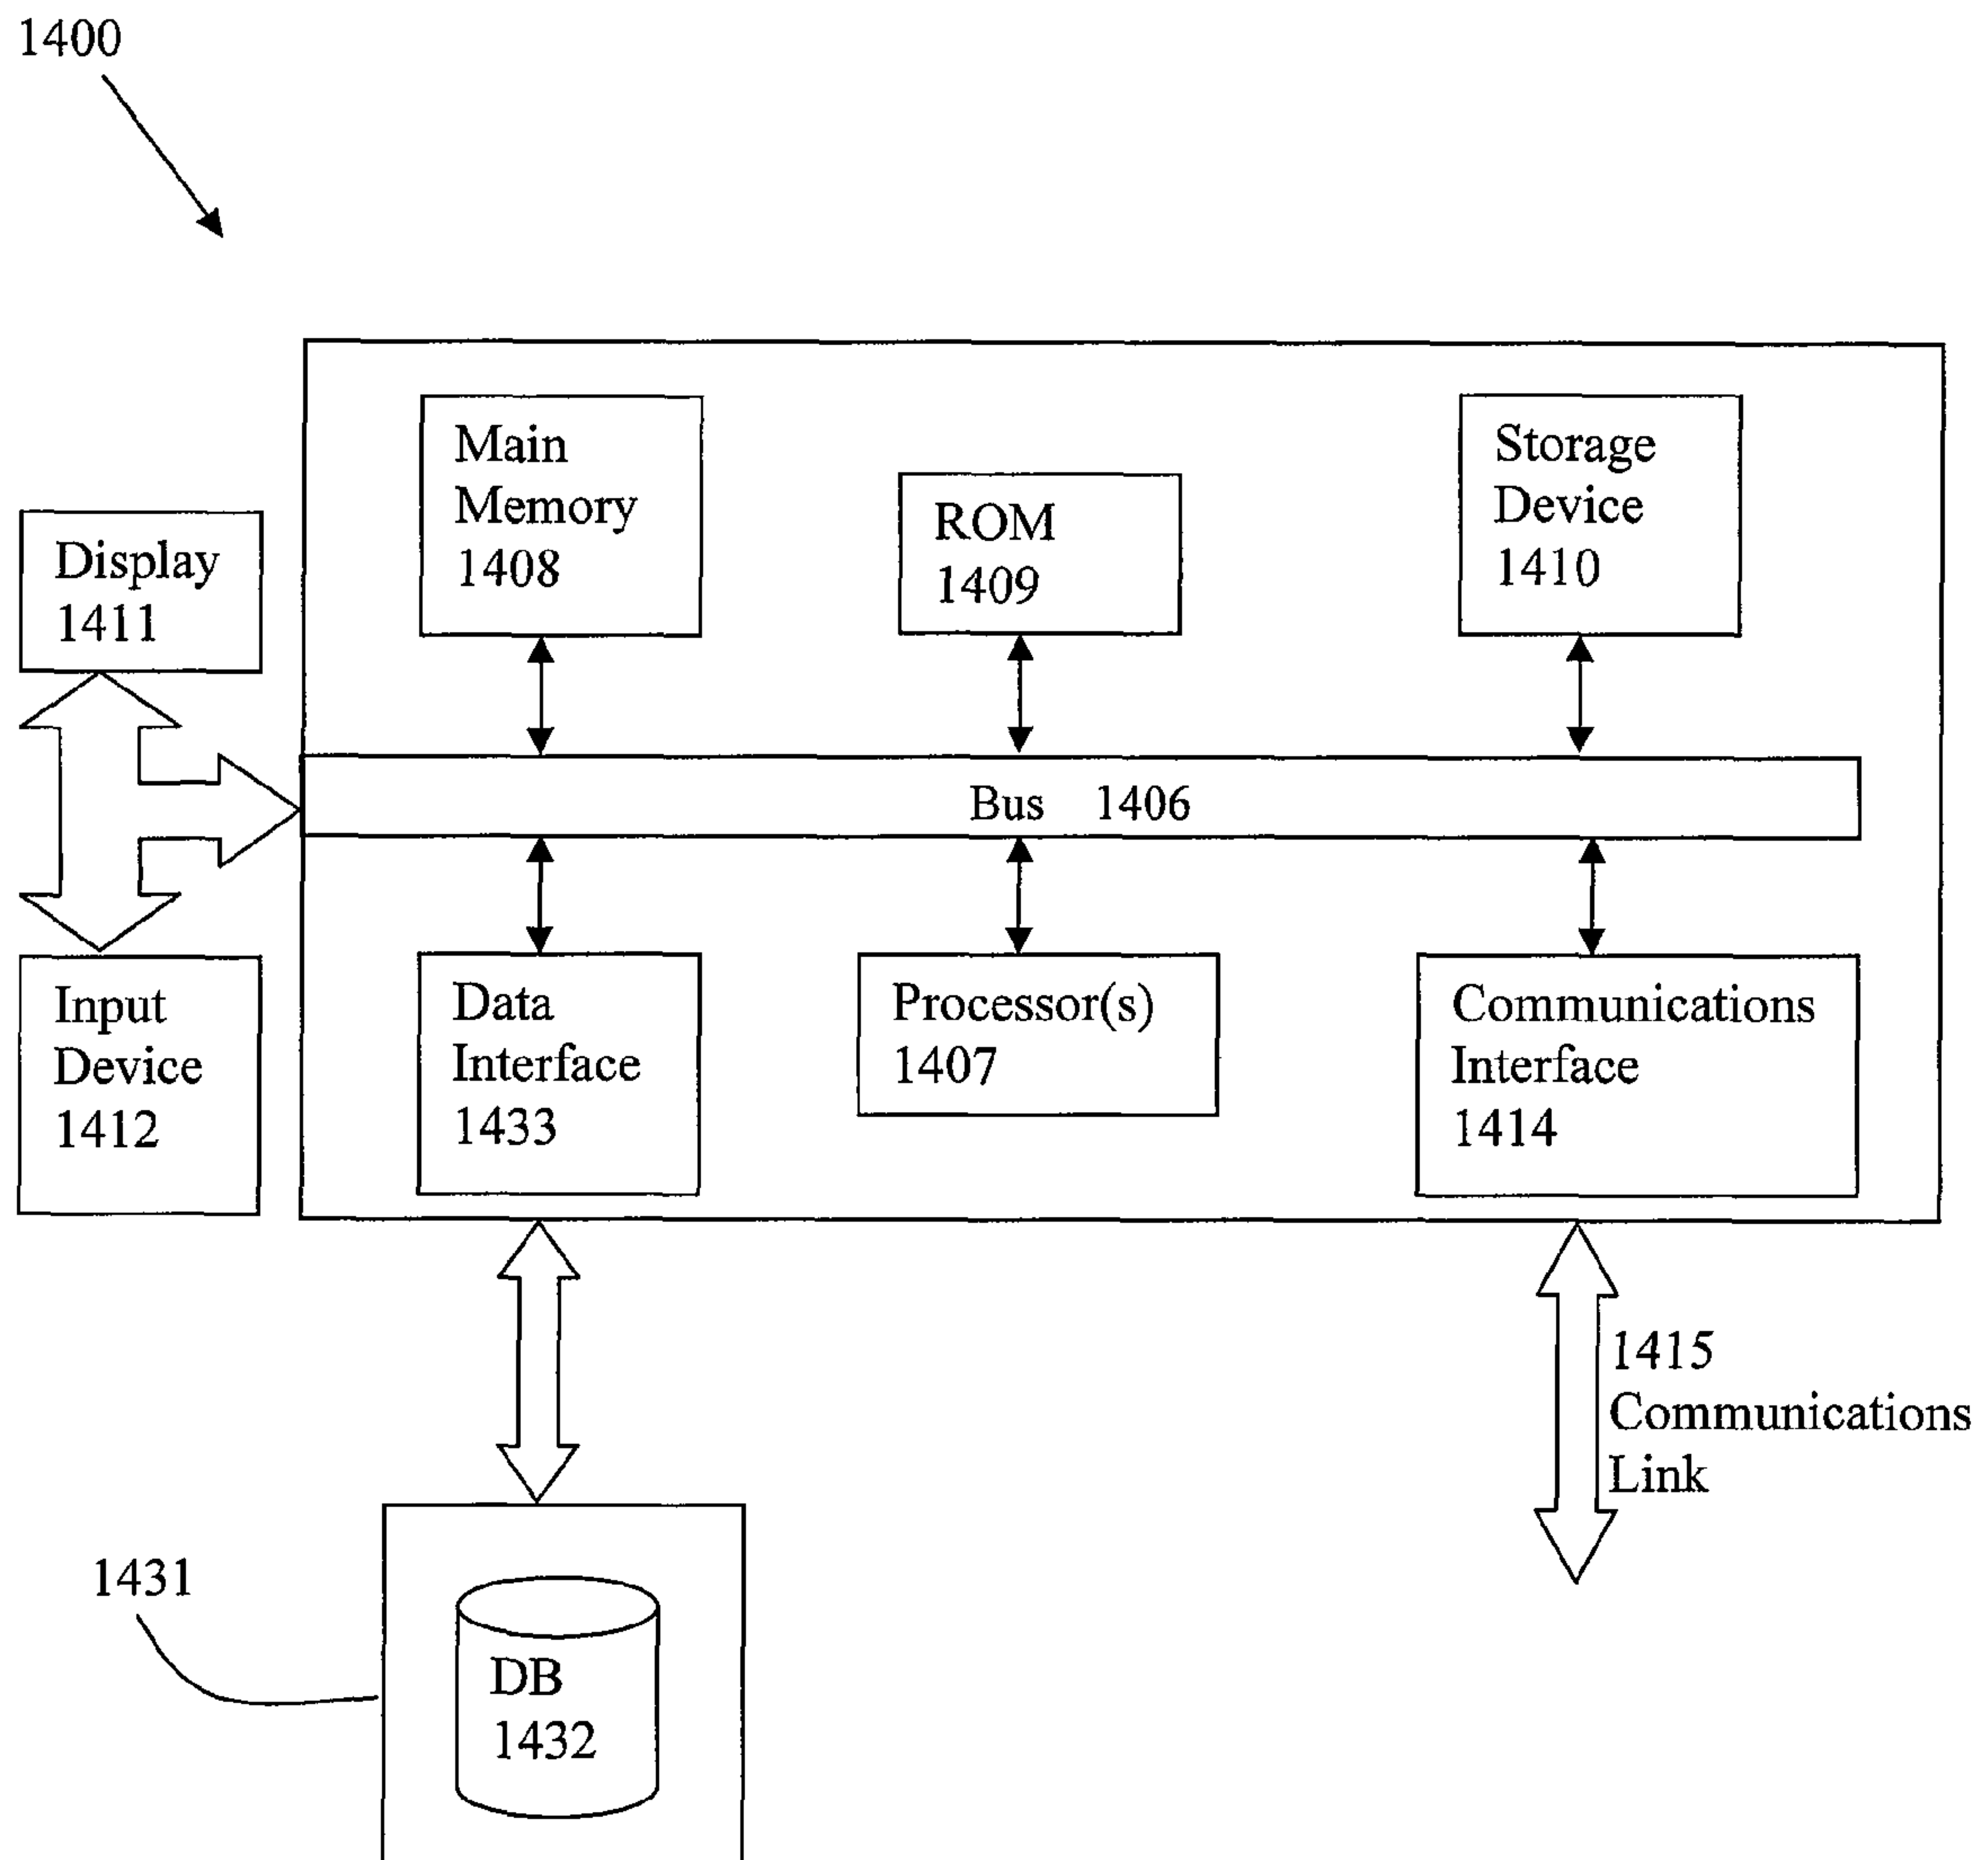 1400
Main
Memory
1408
ROM
1409
Storage
Device
1410
Display
1411
Bus 1406
Input
Device
1412
Data
Interface
1433
Processor(s)
1407
Communications
Interface
1414
1415
Communications
Link
1431
DB
1432